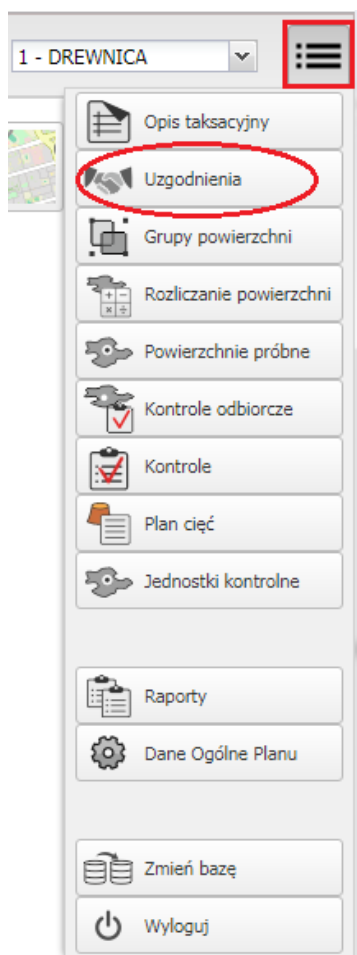 1 - DREWNICA
Opis taksacyjny
Uzgodnienia
Grupy powierzchni
Rozliczanie powierzchni
Powierzchnie próbne
Kontrole odbiorcze
Kontrole
Plan cięć
Jednostki kontrolne
Raporty
Dane Ogólne Planu
Zmień bazę
Wyloguj